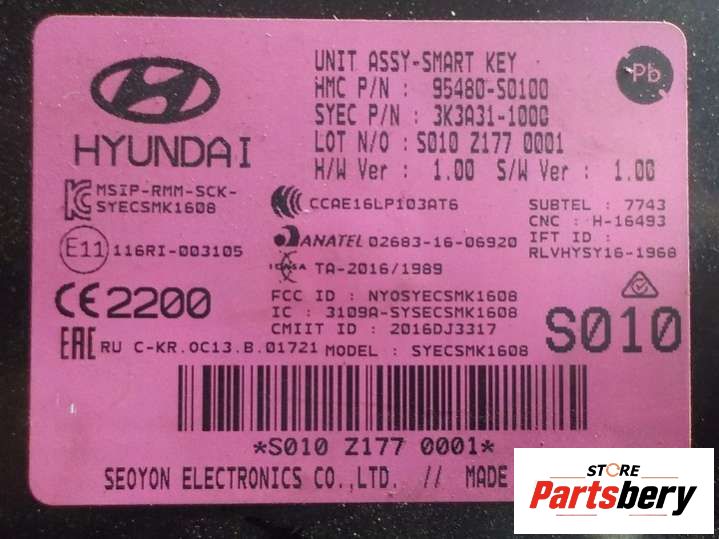 UNIT ASSY-SMART KEY
HMC P/N : 95480-S0100
SYEC P/N : 3K3A31-1000
LOT N/O : S010 Z177 0001
H/W Ver : 1.00 S/W Ver : 1.00
Pb
HYUNDAI
MSIP-RMM-SCK-
SYECSMK1608
CCAE16LP103AT6
SUBTEL : 7743
CNC : H-16493
IFT ID :
RLVHYSY16-1968
E11 116RI-003105
ANATEL 02683-16-06920
ICASA TA-2016/1989
CE2200
FCC ID : NYOSYECSMK1608
IC : 3109A-SYSECSMK1608
CMIIT ID : 2016DJ3317
S010
EAC RU C-KR.OC13.B.01721 MODEL : SYECSMK1608
*S010 Z177 0001*
SEOYON ELECTRONICS CO.,LTD. // MADE
STORE
Partsbery